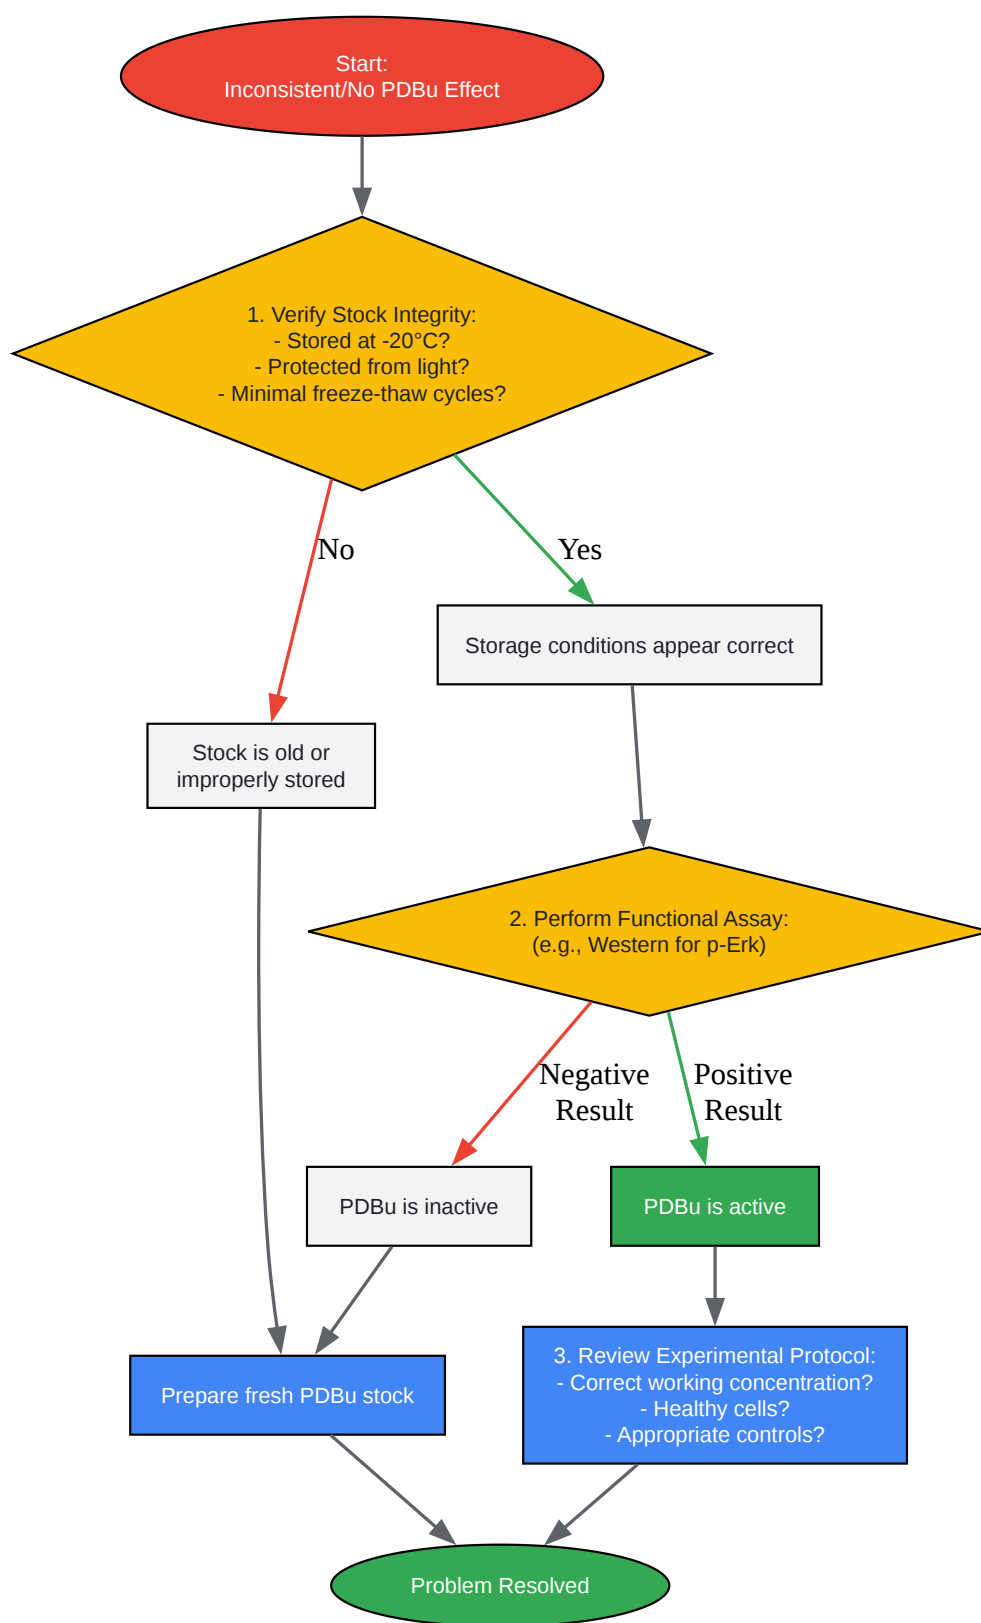 Start:
Inconsistent/No PDBu Effect
1. Verify Stock Integrity:
- Stored at -20°C?
- Protected from light?
- Minimal freeze-thaw cycles?
No
Yes
Storage conditions appear correct
Stock is old or
improperly stored
2. Perform Functional Assay:
(e.g., Western for p-Erk)
Negative
Result
Positive
Result
PDBu is inactive
PDBu is active
Prepare fresh PDBu stock
3. Review Experimental Protocol:
- Correct working concentration?
- Healthy cells?
- Appropriate controls?
Problem Resolved